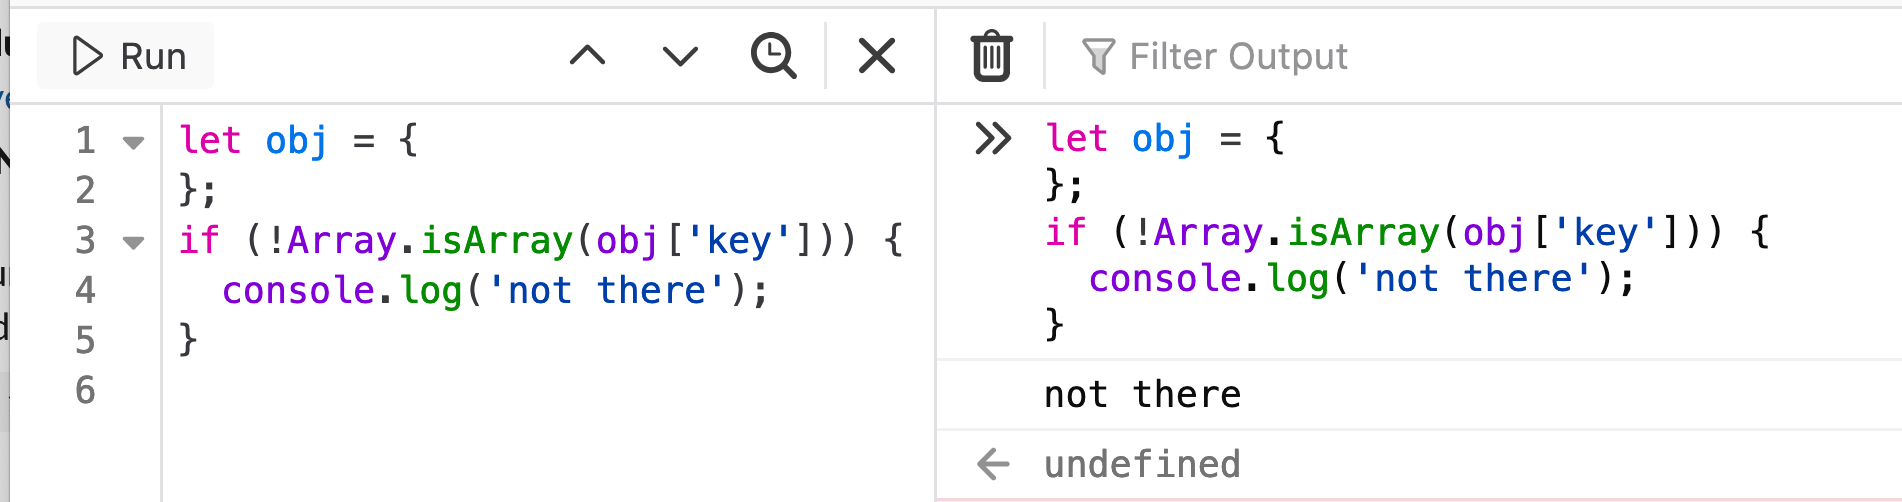 Run
Filter Output
1 let obj = {
2 };
3 if (!Array.isArray(obj['key'])) {
4   console.log('not there');
5 }
6
let obj = {
};
if (!Array.isArray(obj['key'])) {
  console.log('not there');
}
not there
undefined